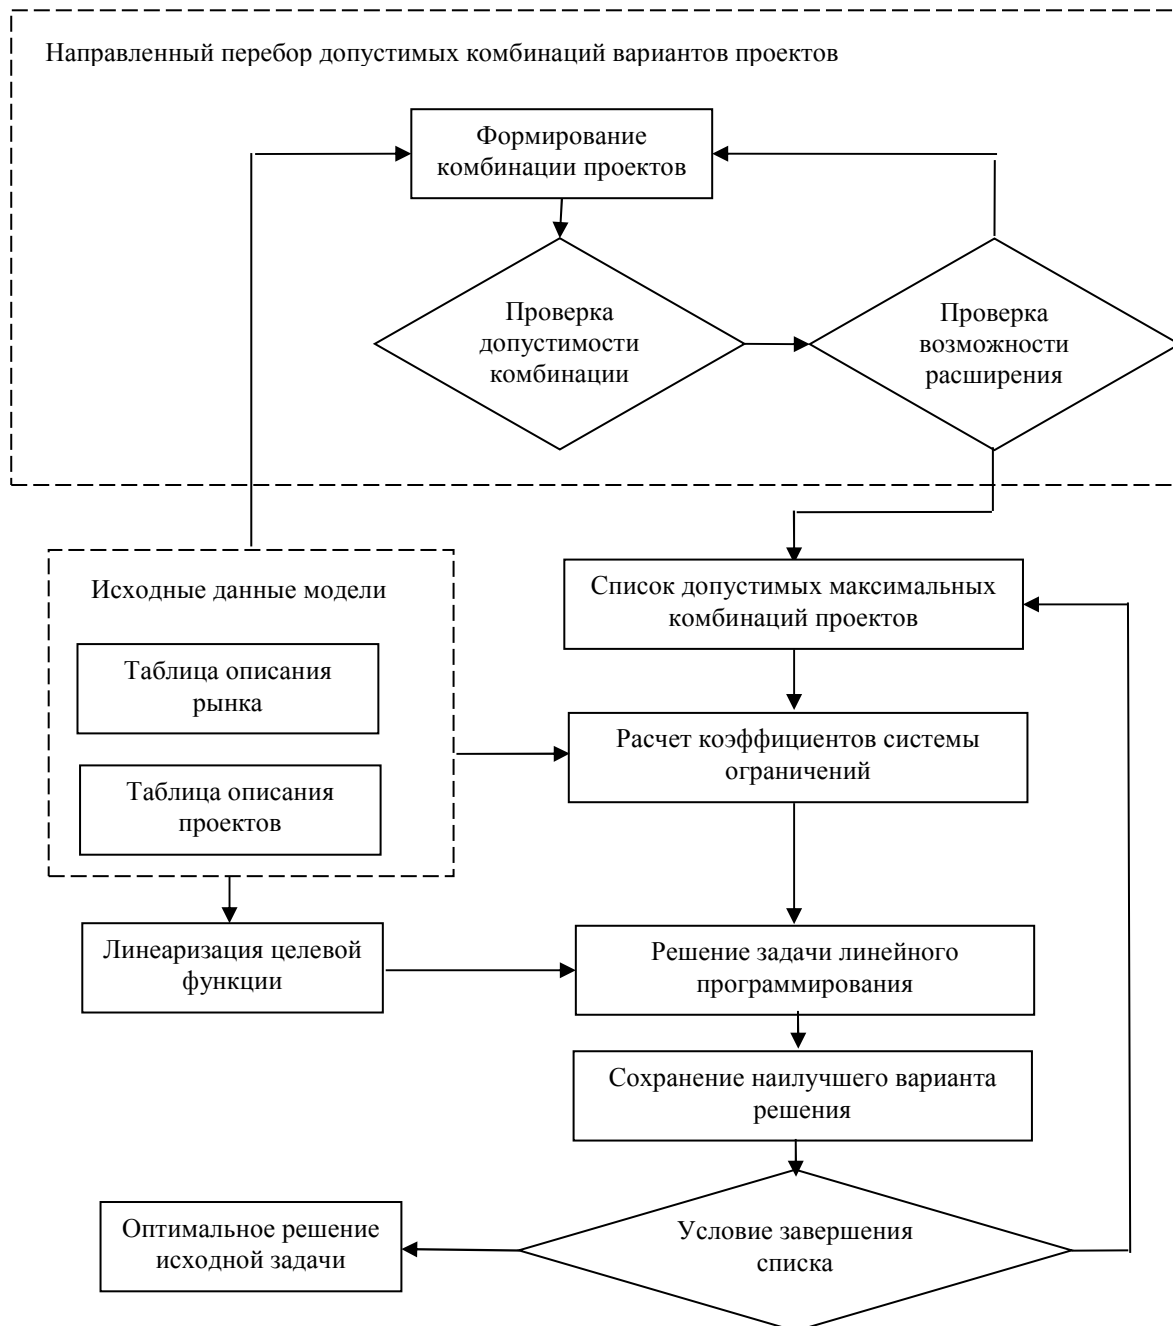 Направленный перебор допустимых комбинаций вариантов проектов
Формирование
комбинации проектов
Проверка
допустимости
комбинации
Проверка
возможности
расширения
Исходные данные модели
Таблица описания
рынка
Таблица описания
проектов
Список допустимых максимальных
комбинаций проектов
Расчет коэффициентов системы
ограничений
Линеаризация целевой
функции
Решение задачи линейного
программирования
Сохранение наилучшего варианта
решения
Условие завершения
списка
Оптимальное решение
исходной задачи